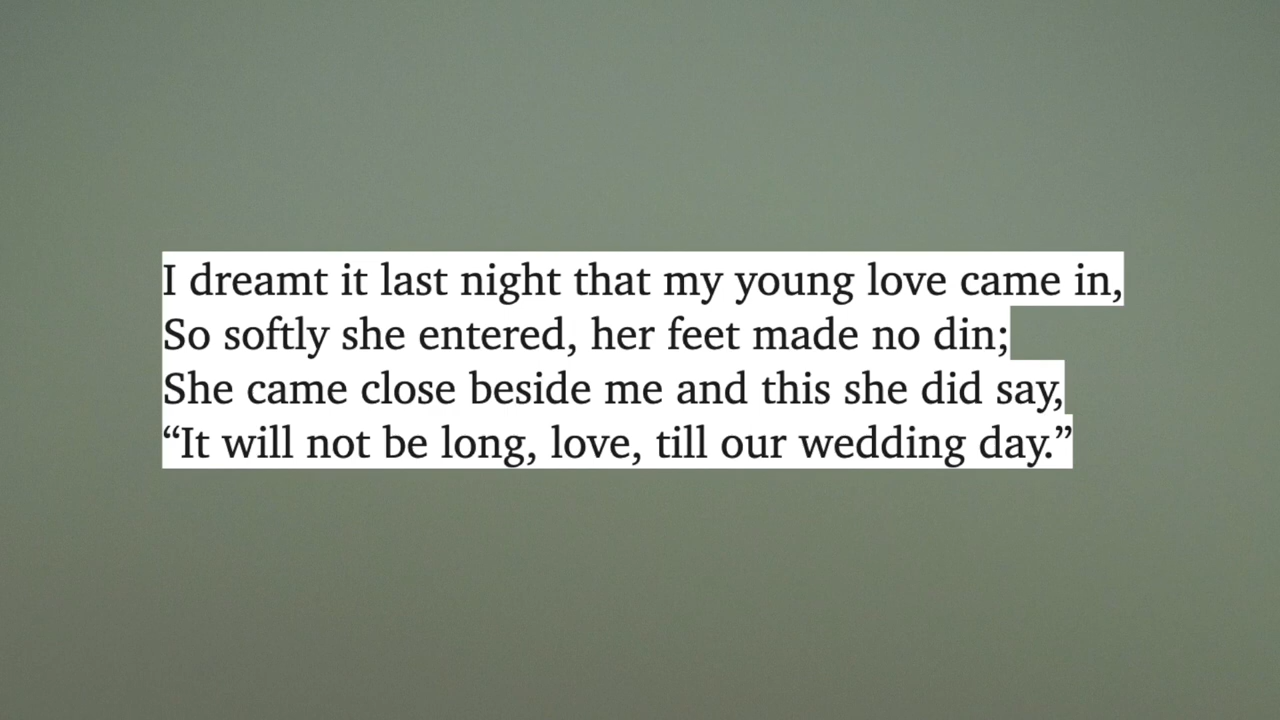 I dreamt it last night that my young love came in,
So softly she entered, her feet made no din;
She came close beside me and this she did say,
“It will not be long, love, till our wedding day.”